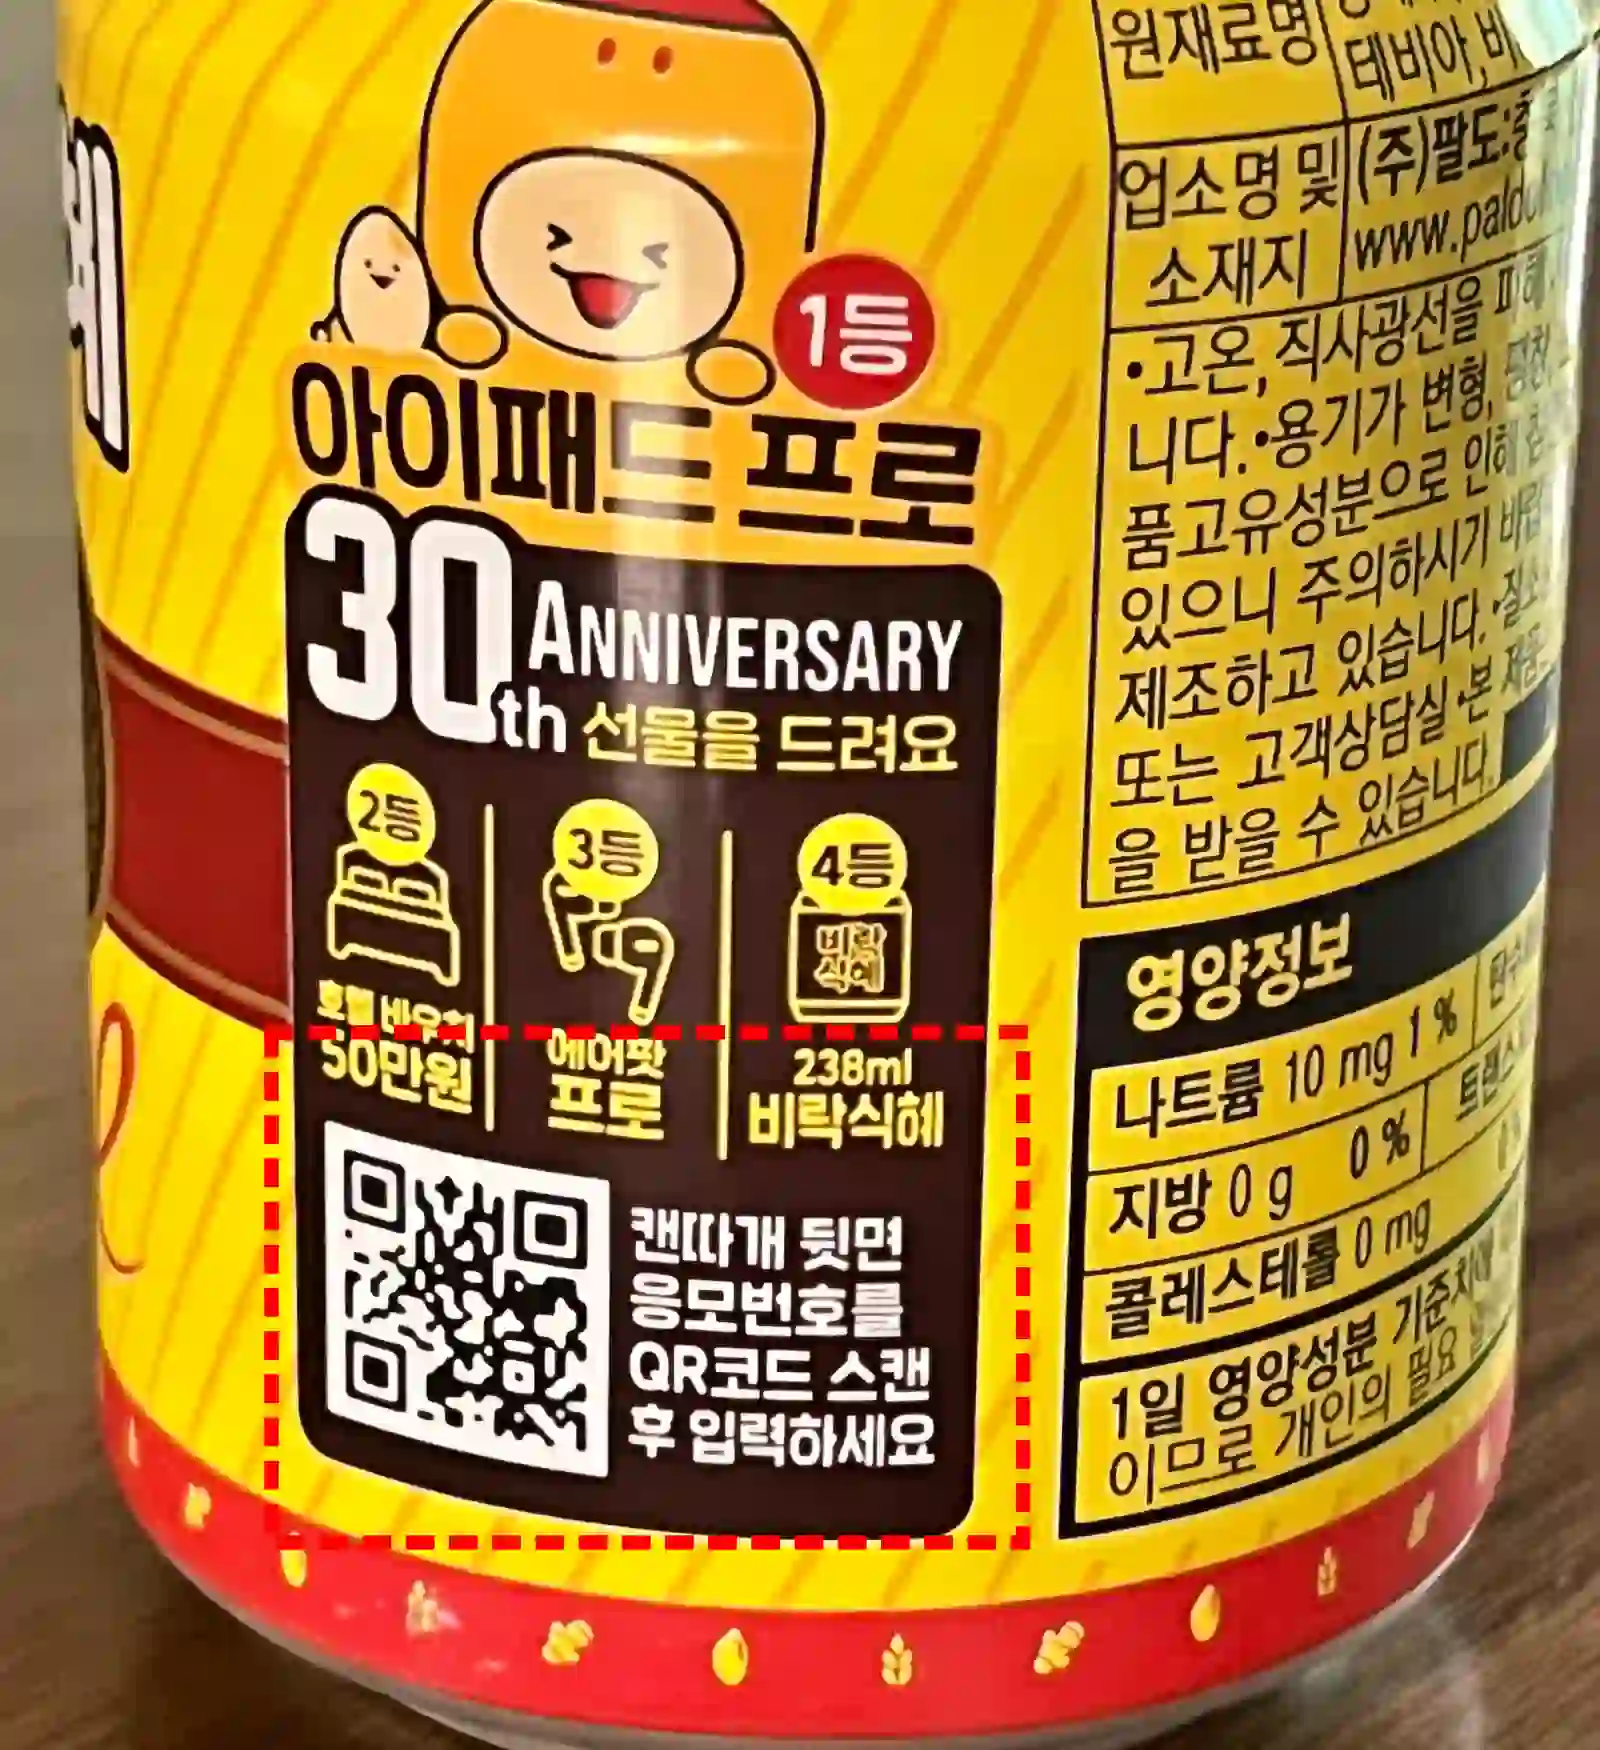 1등
아이패드 프로
30th ANNIVERSARY
선물을 드려요
2등
호텔 바우처
50만원
3등
에어팟
프로
4등
비락
식혜
238ml
비락식혜
캔따개 뒷면
응모번호를
QR코드 스캔
후 입력하세요
원재료명
테비아,
업소명 및
소재지
(주)팔도
•고온, 직사광선을
니다. •용기가 변형,
품고유성분으로 인해
있으니 주의하시기
제조하고 있습니다.
또는 고객상담실 •본
을 받을 수 있습니다.
영양정보
나트륨 10 mg 1 %
지방 0 g 0 %
콜레스테롤 0 mg
1일 영양성분
이므로 개인의 필요